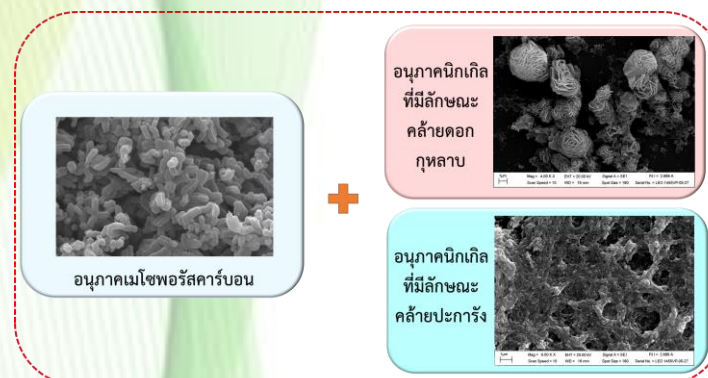 อนุภาคเมโซพอรัสคาร์บอน
อนุภาคนิกเกิล
ที่มีลักษณะ
คล้ายดอก
กุหลาบ
อนุภาคนิกเกิล
ที่มีลักษณะ
คล้ายปะการัง